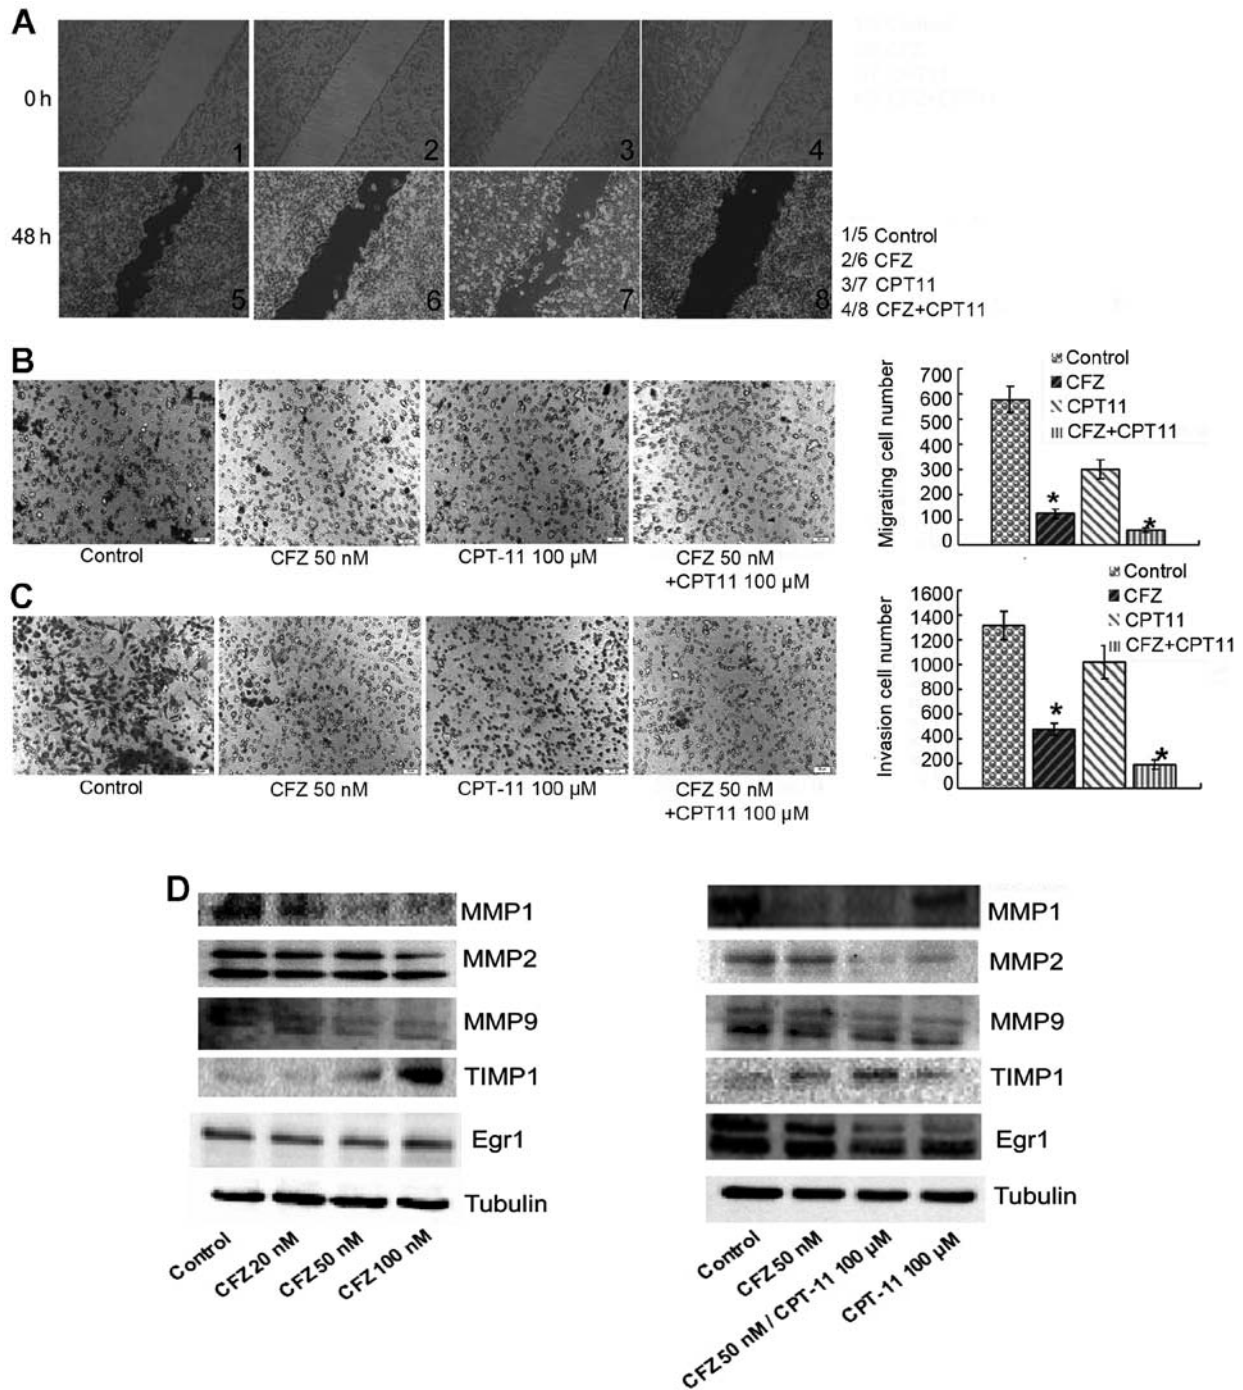 A
0 h
1
2
3
4
48 h
5
6
7
8
1/5 Control
2/6 CFZ
3/7 CPT11
4/8 CFZ+CPT11
B
Control
CFZ 50 nM
CPT-11 100 µM
CFZ 50 nM
+CPT11 100 µM
Migrating cell number
700
600
500
400
300
200
100
0
Control
CFZ
CPT11
CFZ+CPT11
*
*
C
Control
CFZ 50 nM
CPT-11 100 µM
CFZ 50 nM
+CPT11 100 µM
Invasion cell number
1600
1400
1200
1000
800
600
400
200
0
Control
CFZ
CPT11
CFZ+CPT11
*
*
D
MMP1
MMP2
MMP9
TIMP1
Egr1
Tubulin
Control
CFZ 20 nM
CFZ 50 nM
CFZ 100 nM
MMP1
MMP2
MMP9
TIMP1
Egr1
Tubulin
Control
CFZ 50 nM
CFZ 50 nM / CPT-11 100 µM
CPT-11 100 µM